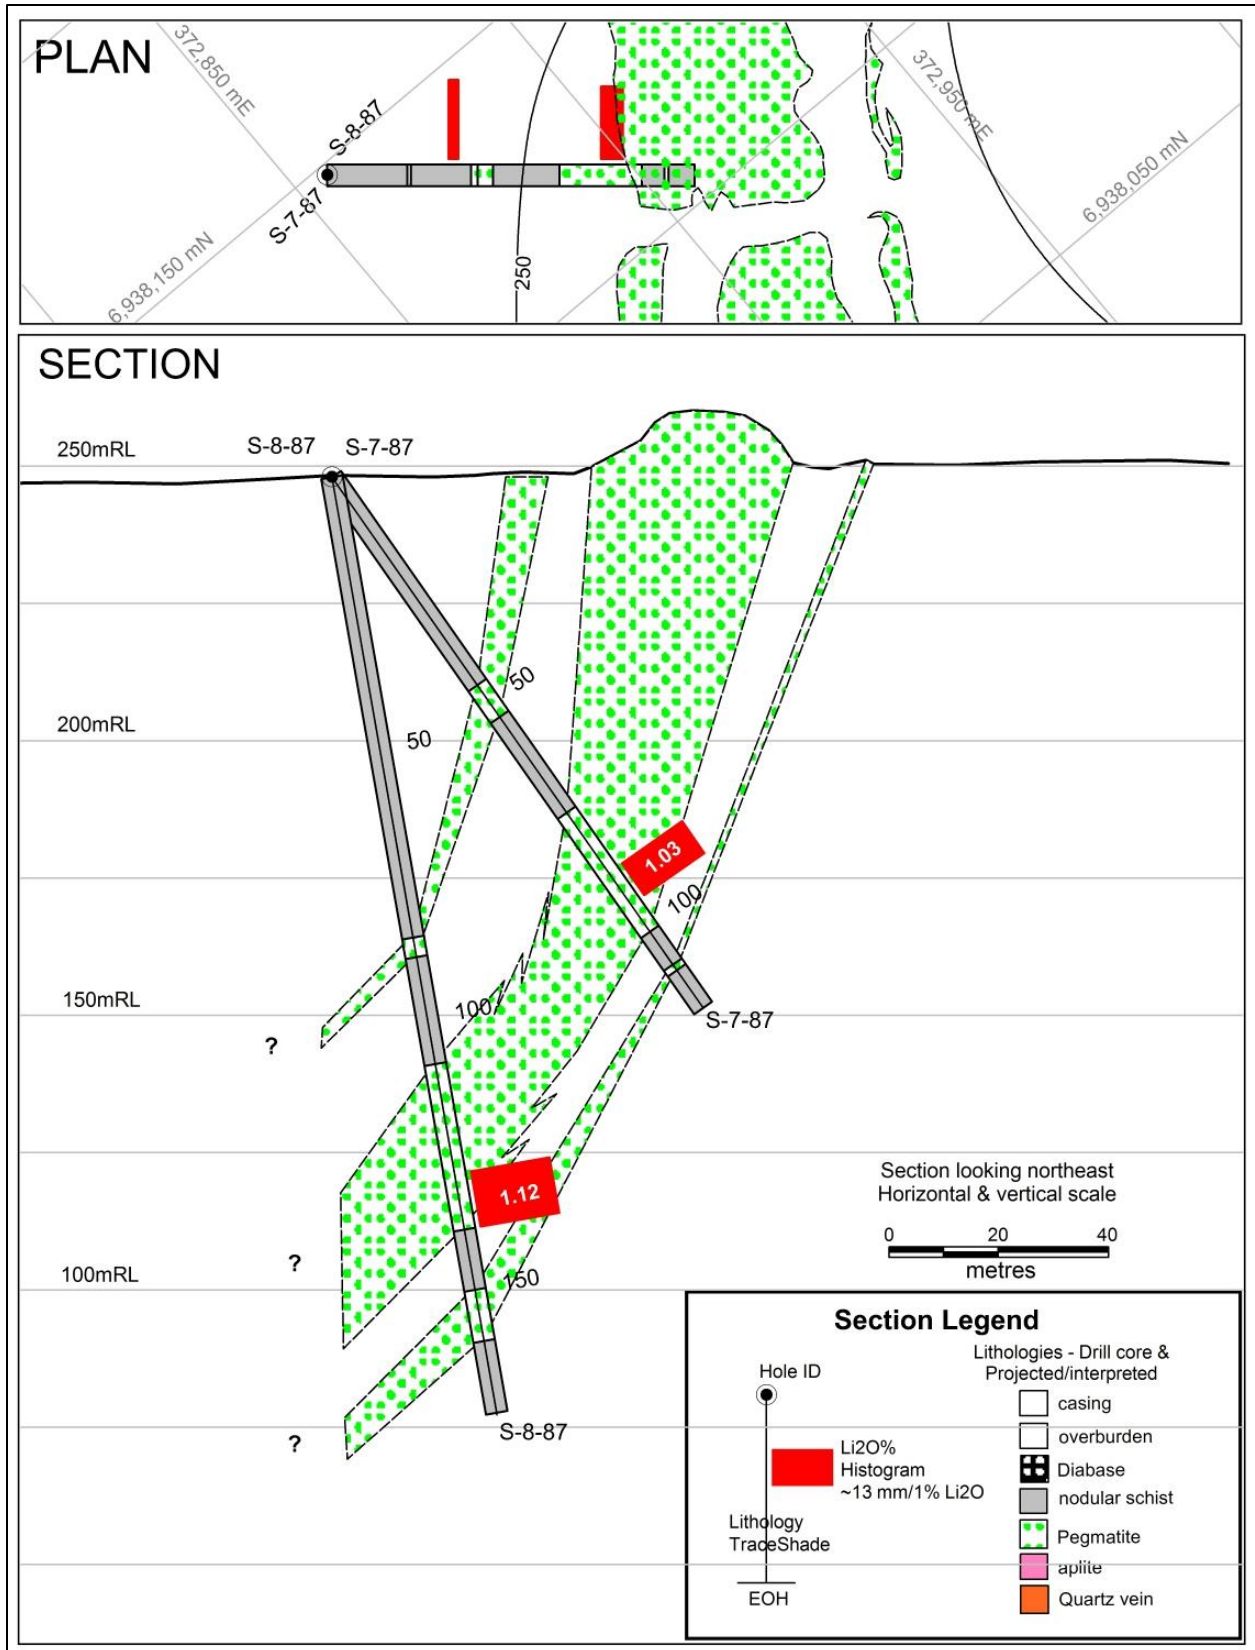 PLAN
372,850 mE
S-8-87
S-7-87
6,938,150 mN
250
372,950 mE
6,938,050 mN
SECTION
250mRL
S-8-87 S-7-87
50
200mRL
50
1.03
100
150mRL
100
S-7-87
?
1.12
Section looking northeast
Horizontal & vertical scale
0 20 40
metres
?
100mRL
150
S-8-87
?
Section Legend
Lithologies - Drill core &
Projected/interpreted
Hole ID
casing
overburden
Li2O%
Histogram
~13 mm/1% Li2O
Diabase
nodular schist
Lithology
TraceShade
Pegmatite
aplite
EOH
Quartz vein